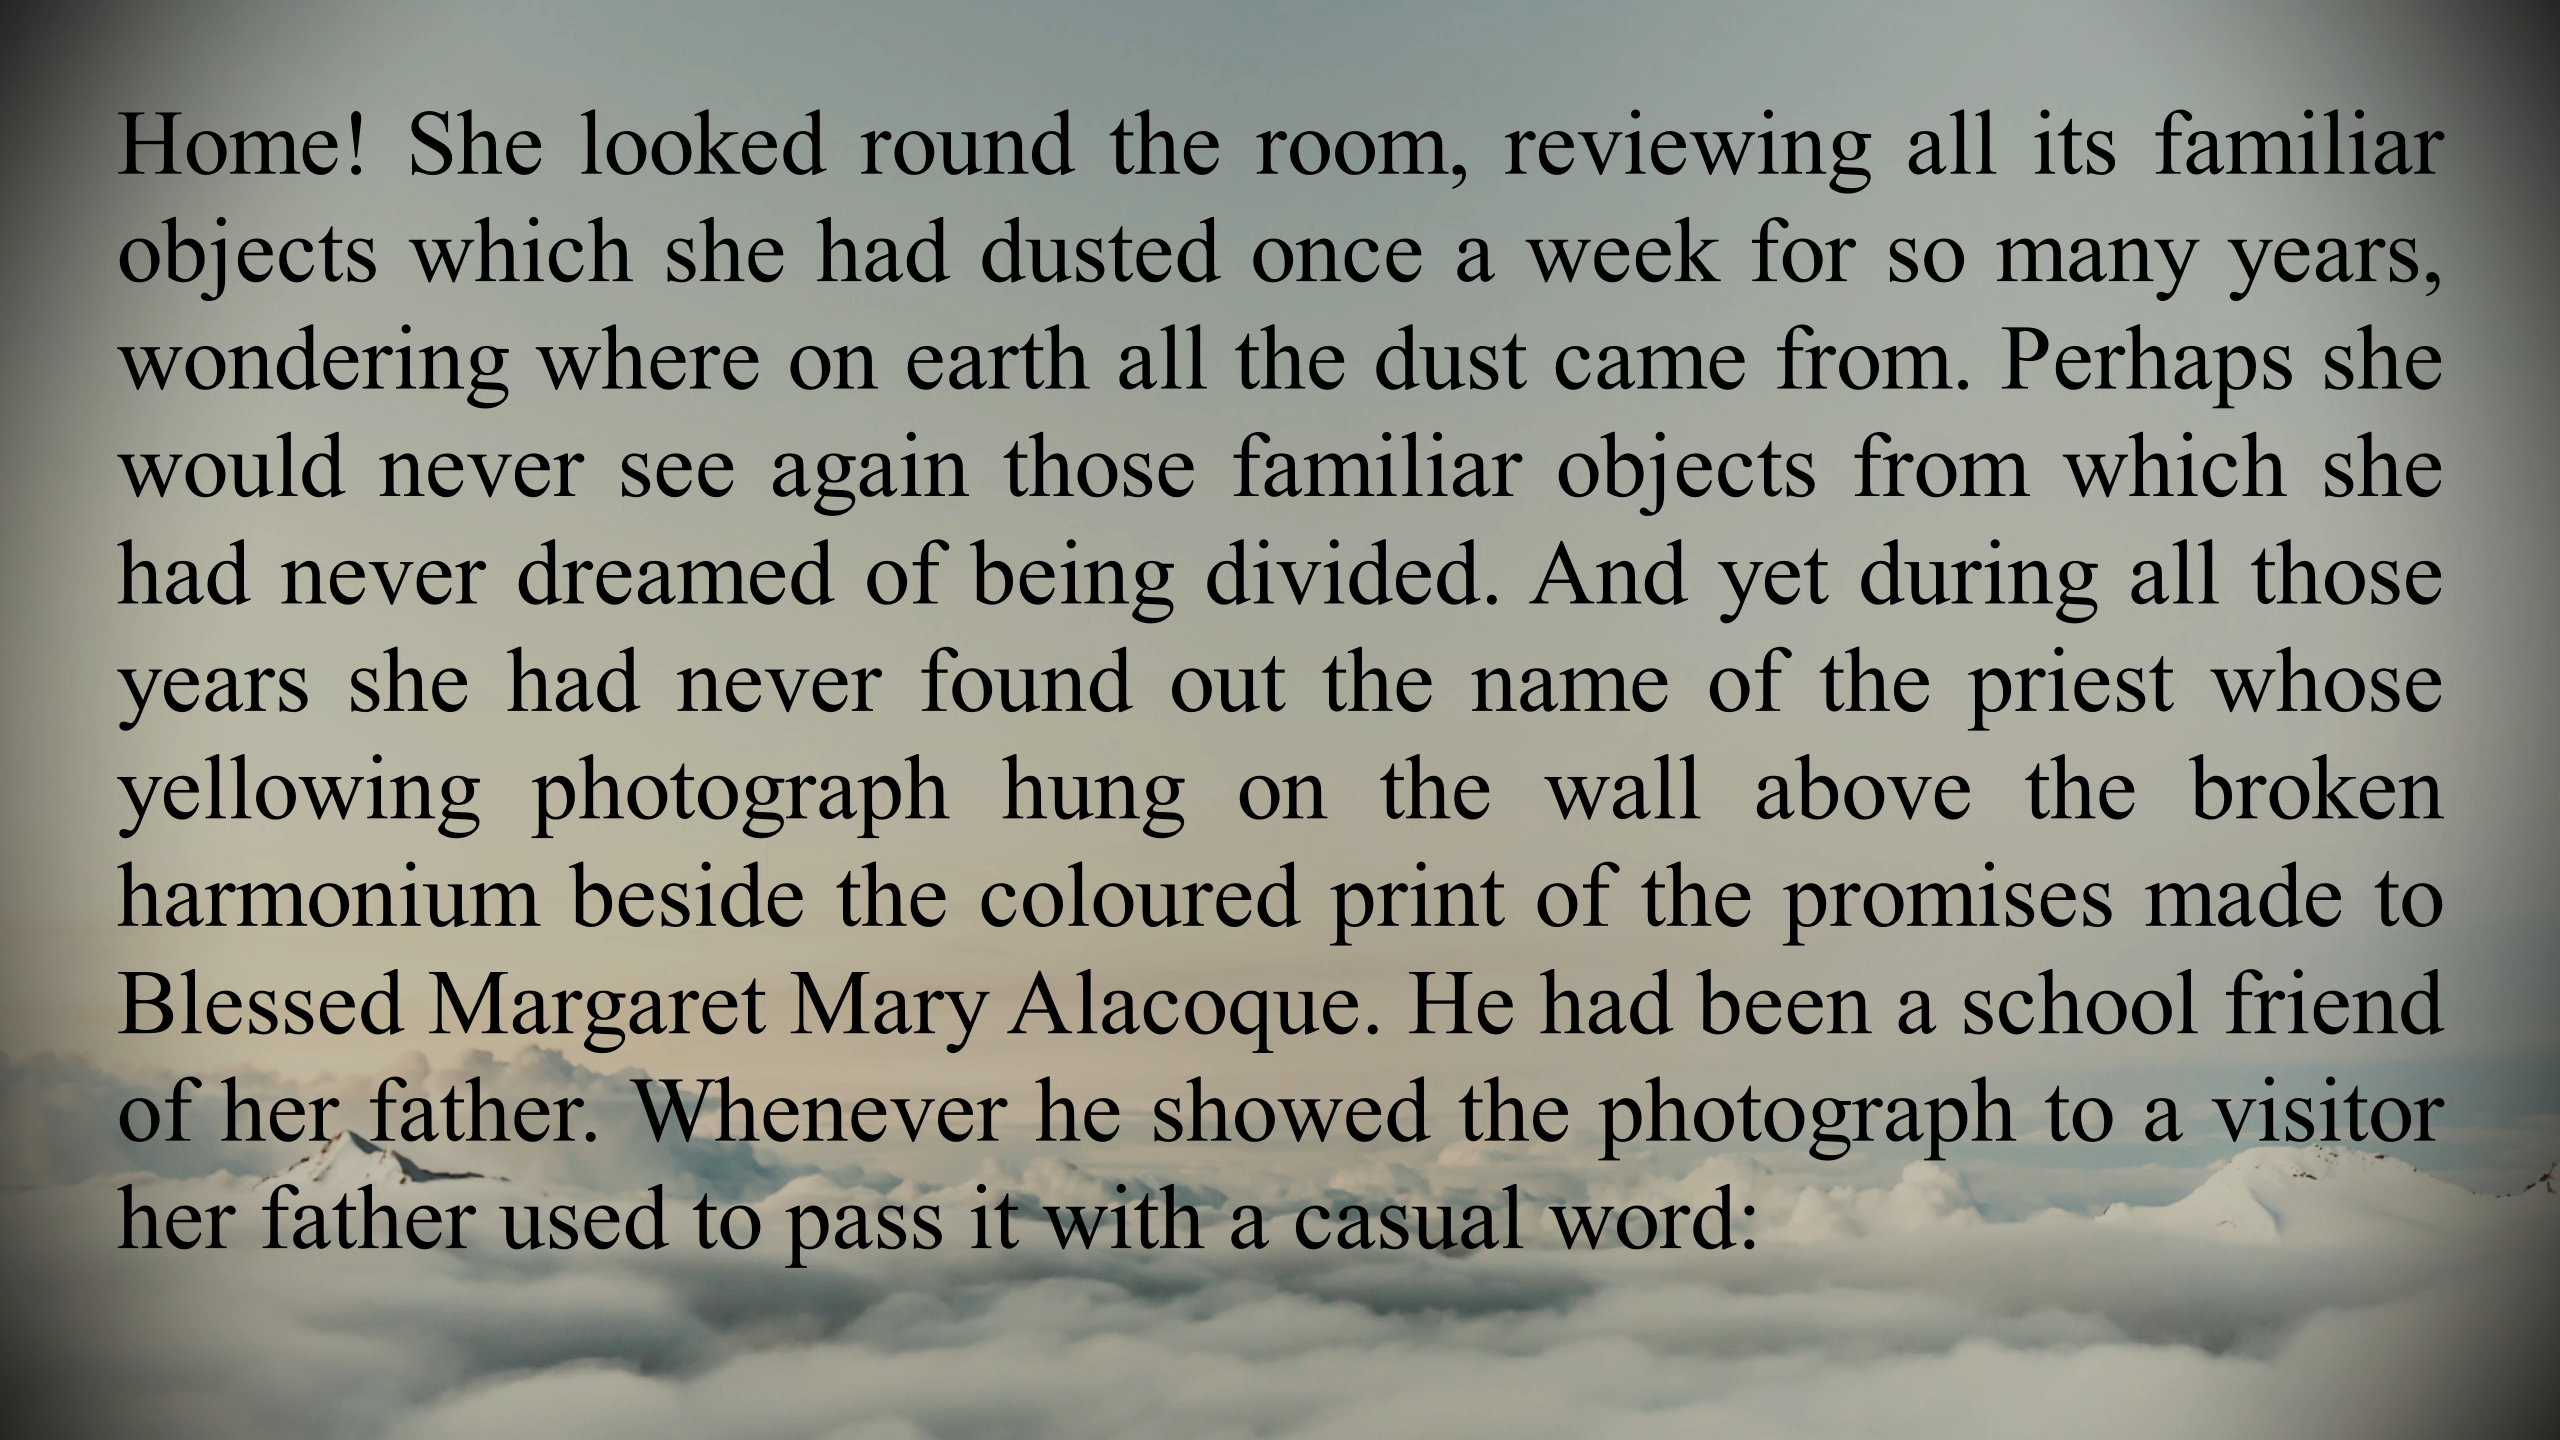 Home! She looked round the room, reviewing all its familiar
objects which she had dusted once a week for so many years,
wondering where on earth all the dust came from. Perhaps she
would never see again those familiar objects from which she
had never dreamed of being divided. And yet during all those
years she had never found out the name of the priest whose
yellowing photograph hung on the wall above the broken
harmonium beside the coloured print of the promises made to
Blessed Margaret Mary Alacoque. He had been a school friend
of her father. Whenever he showed the photograph to a visitor
her father used to pass it with a casual word: